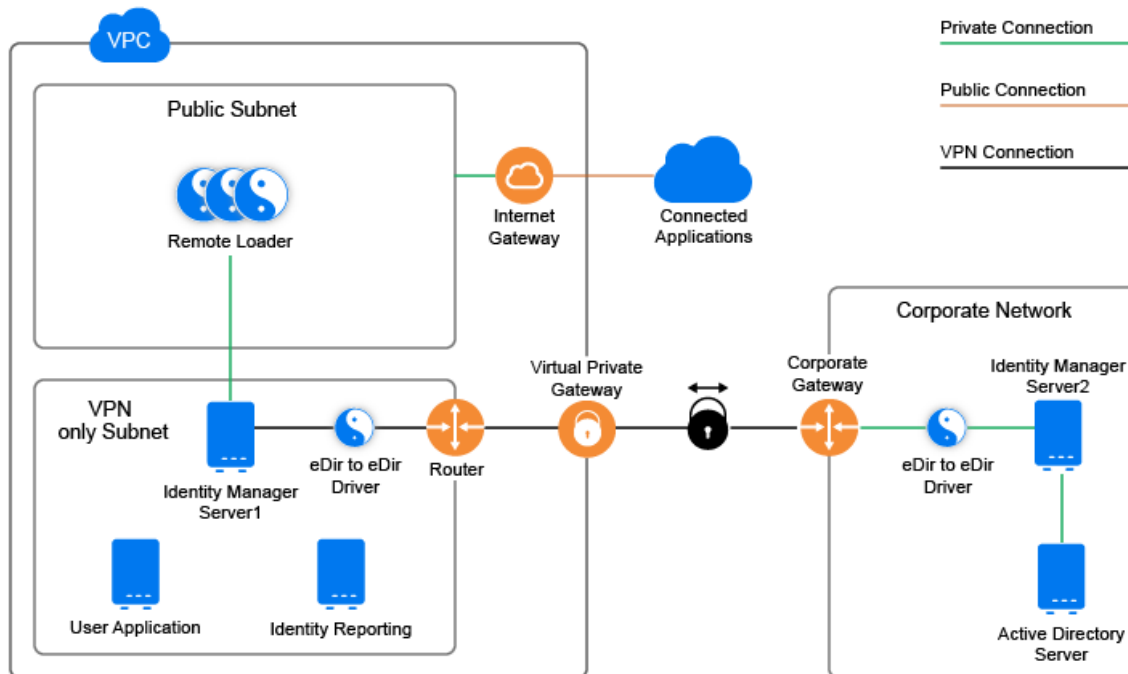 VPC
Private Connection
Public Connection
VPN Connection
Public Subnet
Remote Loader
Internet
Gateway
Connected
Applications
VPN
only Subnet
Identity Manager
Server1
eDir to eDir
Driver
Router
Virtual Private
Gateway
Corporate
Gateway
Corporate Network
eDir to eDir
Driver
Identity Manager
Server2
User Application
Identity Reporting
Active Directory
Server